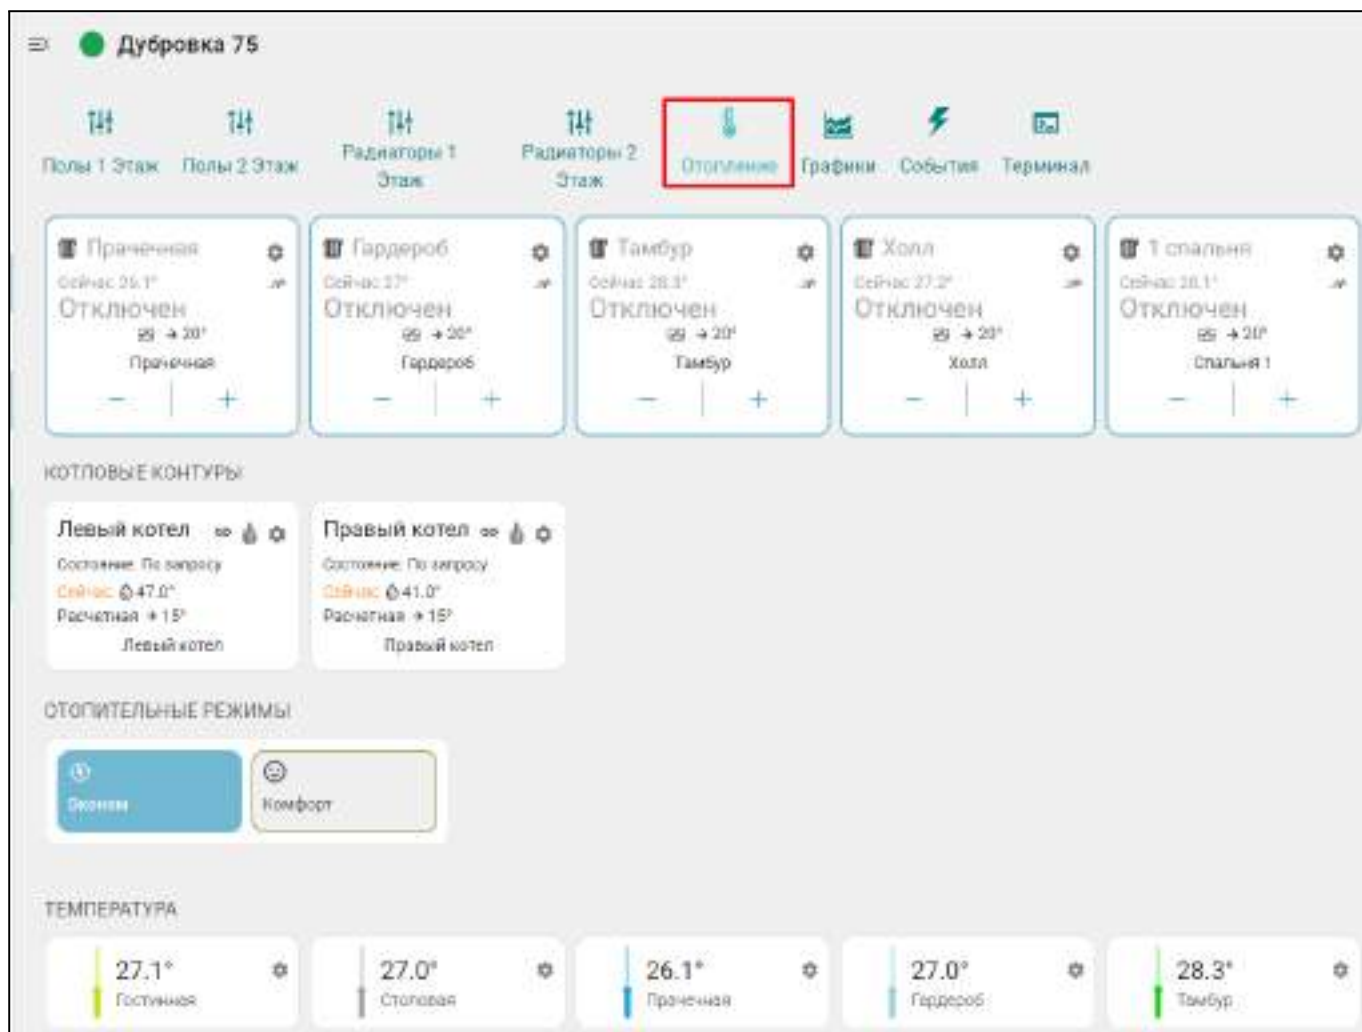 Дубровка 75
Полы 1 Этаж
Полы 2 Этаж
Радиаторы 1
Этаж
Радиаторы 2
Этаж
Отопление
Графики
События
Терминал
Прачечная
Сейчас 26.1°
Отключен
→ 20°
Прачечная
− +
Гардероб
Сейчас 27°
Отключен
→ 20°
Гардероб
− +
Тамбур
Сейчас 28.3°
Отключен
→ 20°
Тамбур
− +
Холл
Сейчас 27.2°
Отключен
→ 20°
Холл
− +
1 спальня
Сейчас 28.1°
Отключен
→ 20°
Спальня 1
− +
КОТЛОВЫЕ КОНТУРЫ
Левый котел
Состояние: По запросу
Сейчас: 47.0°
Расчетная → 15°
Левый котел
Правый котел
Состояние: По запросу
Сейчас: 41.0°
Расчетная → 15°
Правый котел
ОТОПИТЕЛЬНЫЕ РЕЖИМЫ
Эконом
Комфорт
ТЕМПЕРАТУРА
27.1°
Гостинная
27.0°
Столовая
26.1°
Прачечная
27.0°
Гардероб
28.3°
Тамбур